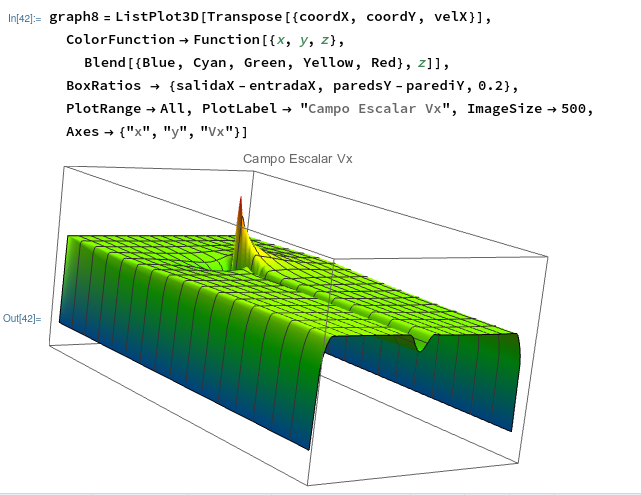 In[42]:= graph8 = ListPlot3D[Transpose[{coordX, coordY, velX}],
ColorFunction → Function[{x, y, z},
Blend[{Blue, Cyan, Green, Yellow, Red}, z]],
BoxRatios → {salidaX - entradaX, paredsY - parediY, 0.2},
PlotRange → All, PlotLabel → "Campo Escalar Vx", ImageSize → 500,
Axes → {"x", "y", "Vx"}]
Campo Escalar Vx
Out[42]=